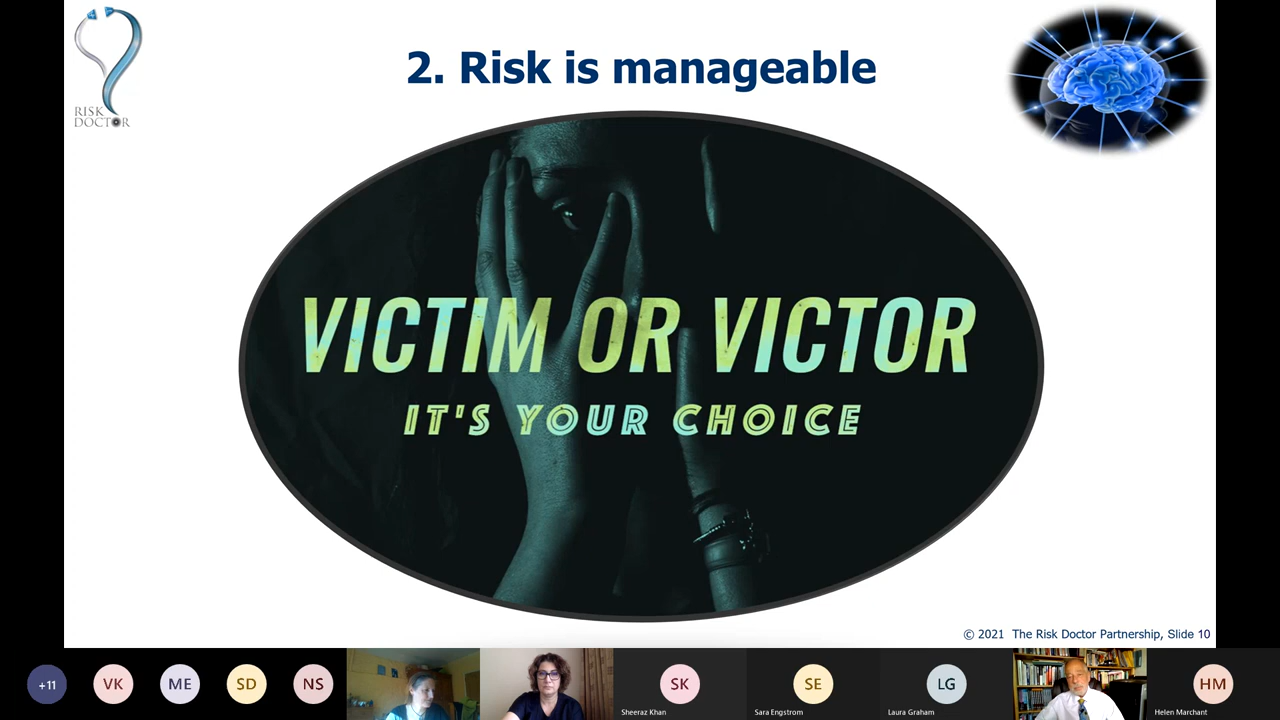 RISK
DOCTOR
2. Risk is manageable
VICTIM OR VICTOR
IT'S YOUR CHOICE
© 2021 The Risk Doctor Partnership, Slide 10
+11
VK
ME
SD
NS
SK
Sheeraz Khan
SE
Sara Engstrom
LG
Laura Graham
HM
Helen Marchant